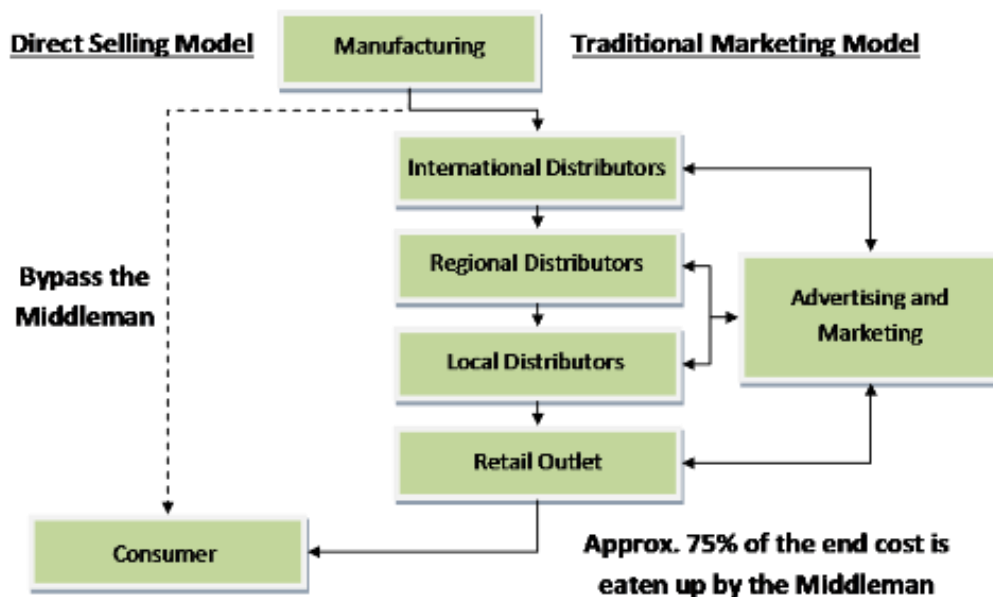 Direct Selling Model
Manufacturing
Traditional Marketing Model
International Distributors
Regional Distributors
Bypass the
Middleman
Advertising and
Marketing
Local Distributors
Retail Outlet
Consumer
Approx. 75% of the end cost is
eaten up by the Middleman